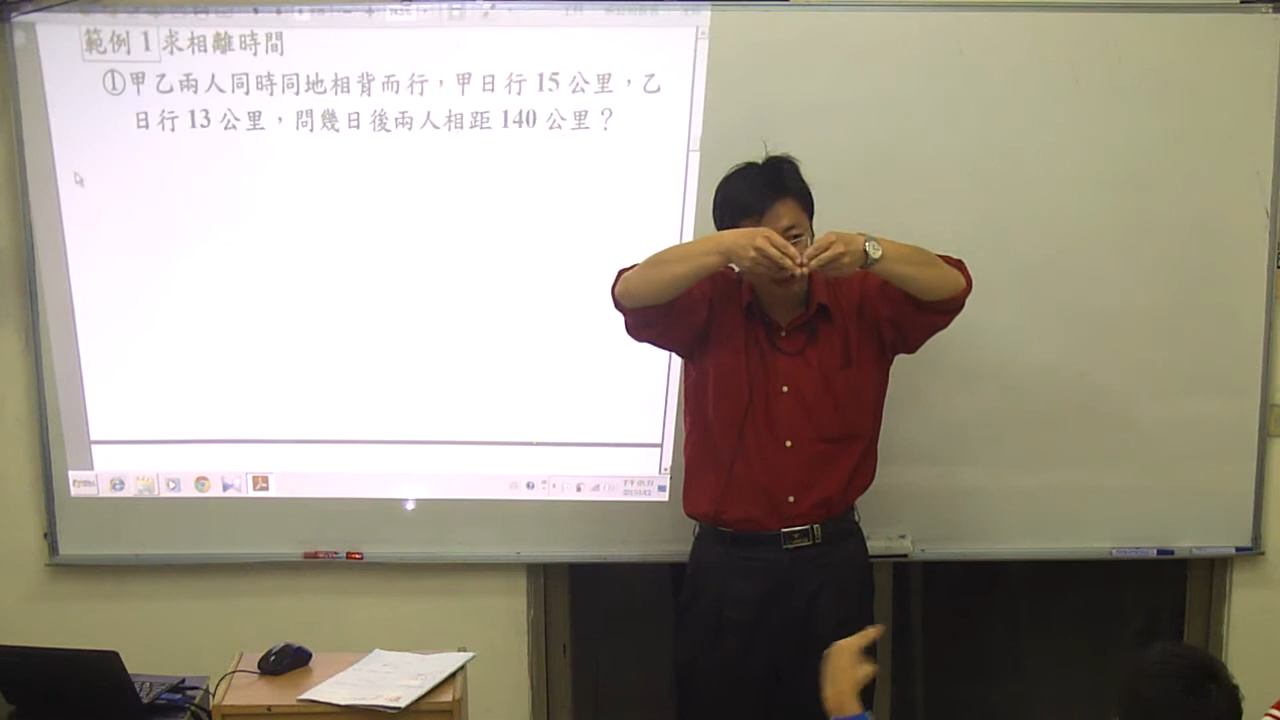 範例 1 求相離時間
①甲乙兩人同時同地相背而行，甲日行 15 公里，乙
日行 13 公里，問幾日後兩人相距 140 公里？